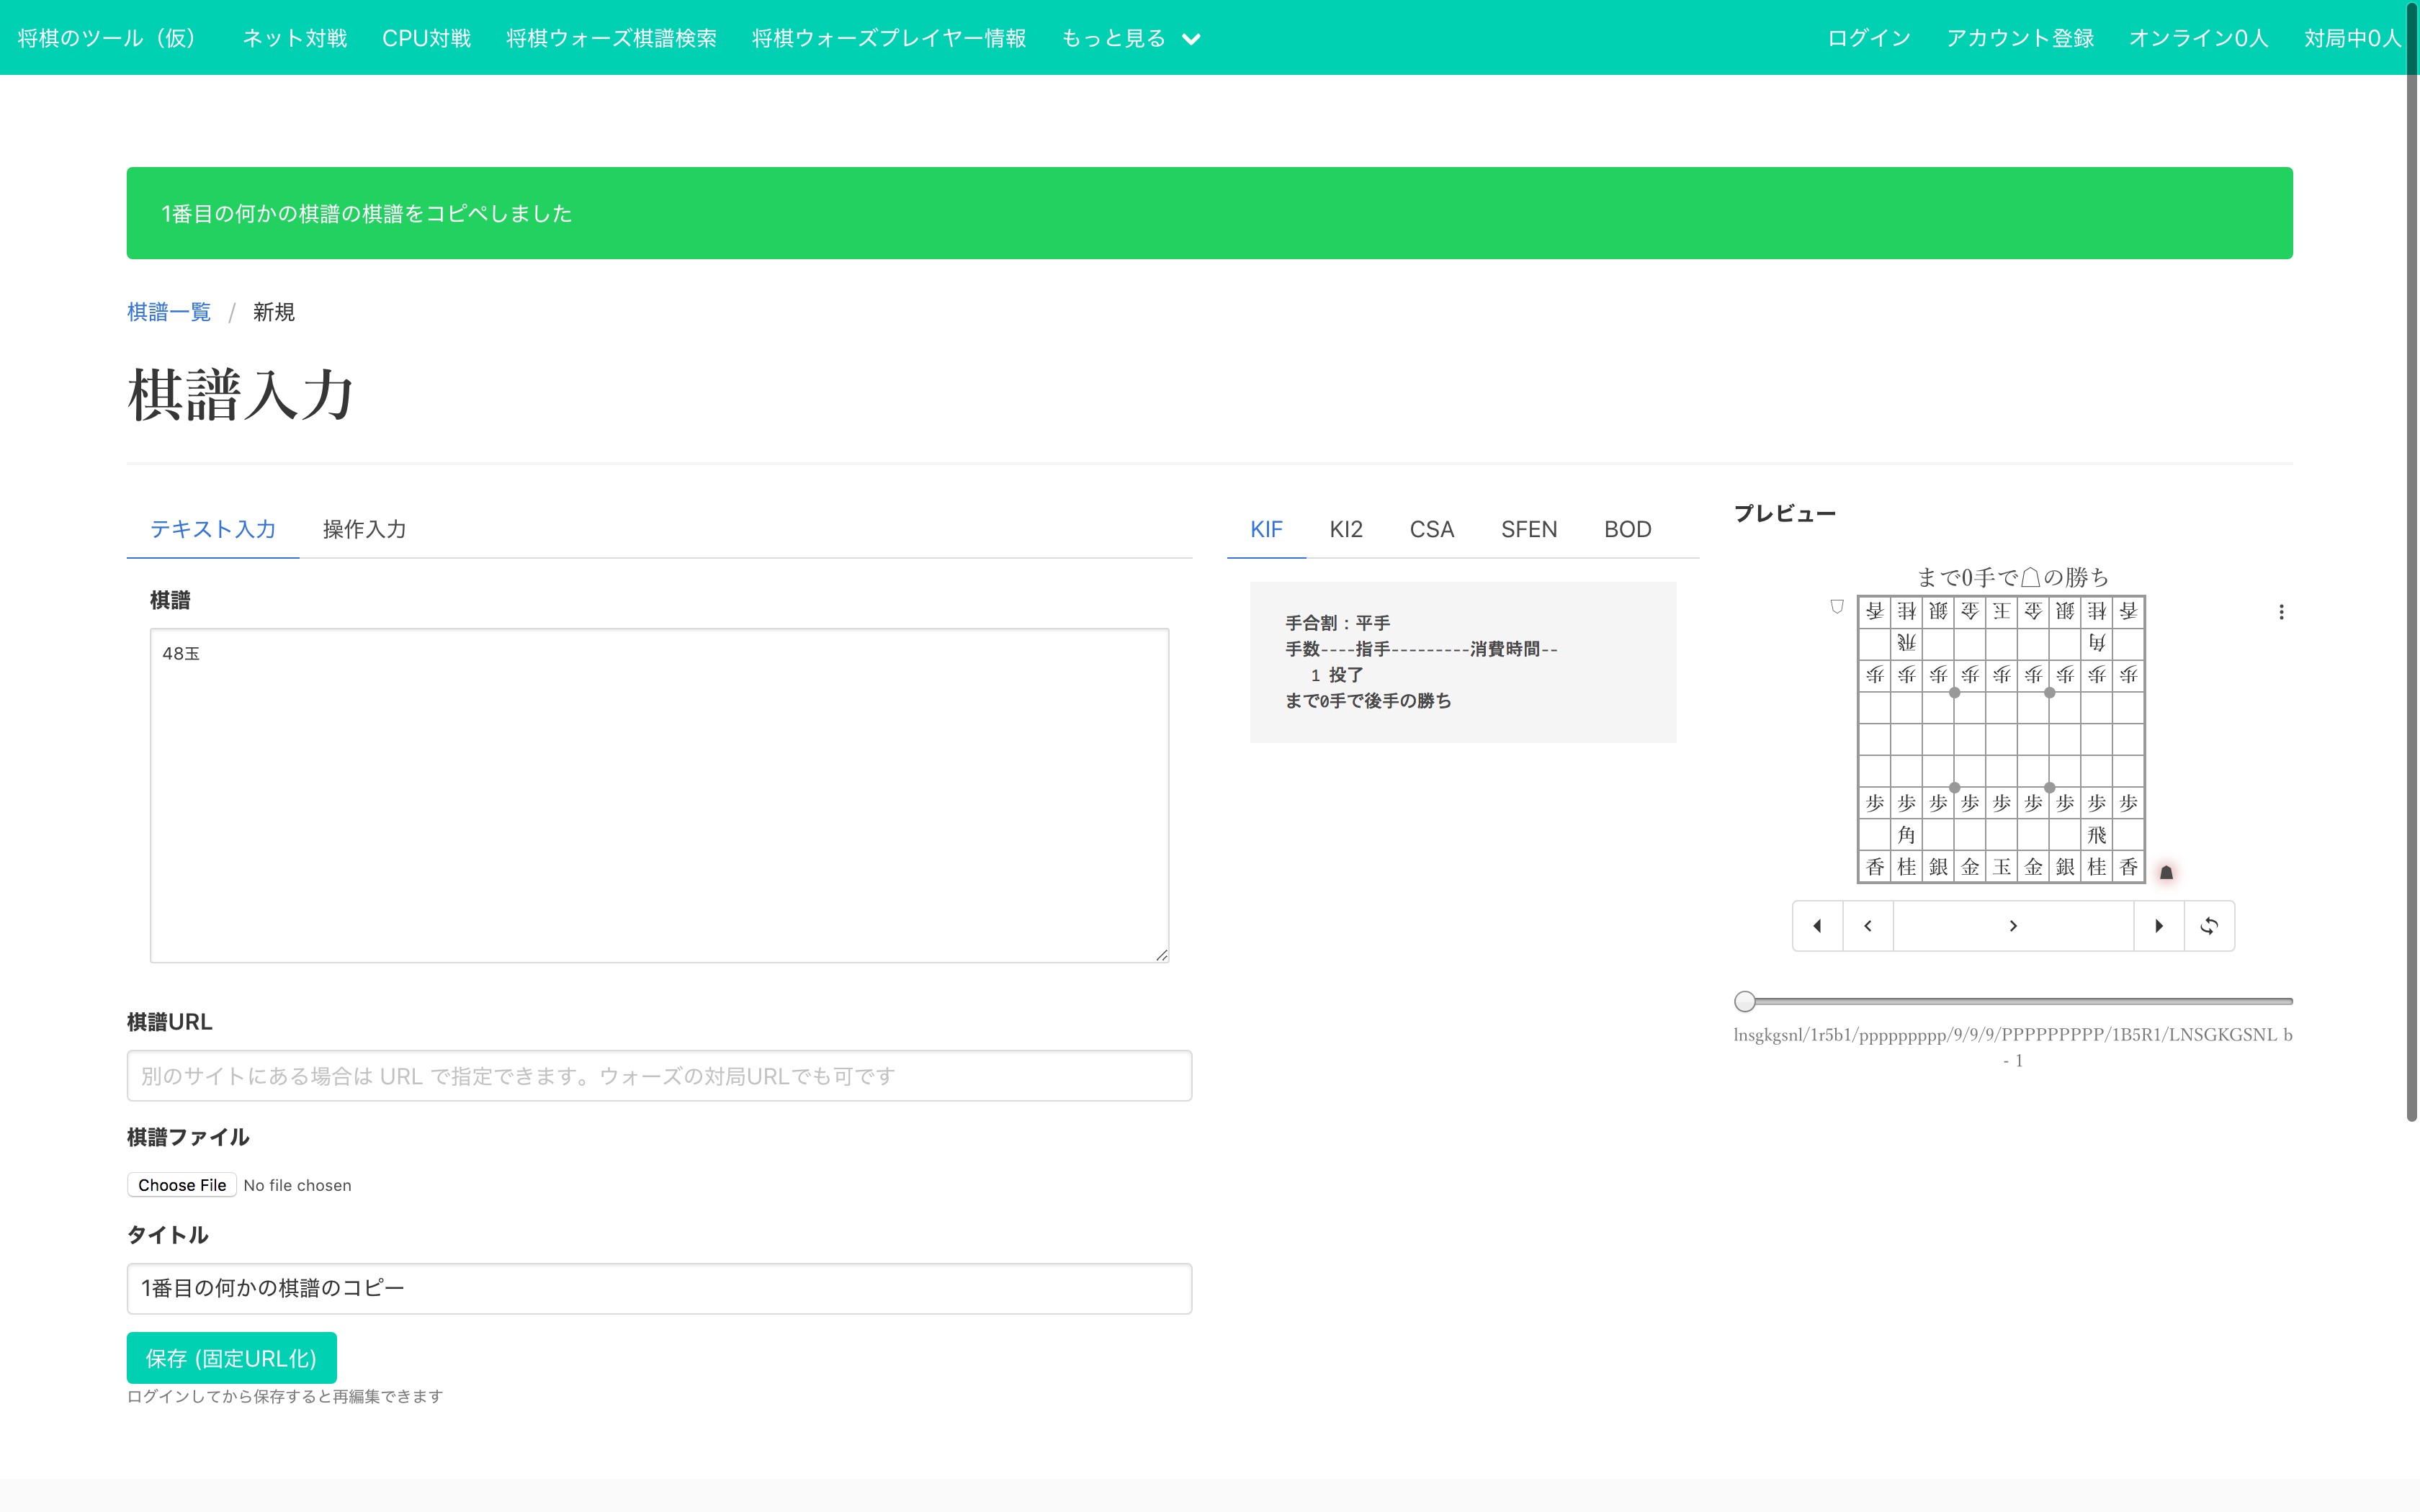 将棋のツール（仮） ネット対戦 CPU対戦 将棋ウォーズ棋譜検索 将棋ウォーズプレイヤー情報 もっと見る ログイン アカウント登録 オンライン0人 対局中0人
1番目の何かの棋譜の棋譜をコピペしました
棋譜一覧 / 新規
棋譜入力
テキスト入力 操作入力
棋譜
48玉
棋譜URL
別のサイトにある場合は URL で指定できます。ウォーズの対局URLでも可です
棋譜ファイル
Choose File No file chosen
タイトル
1番目の何かの棋譜のコピー
保存 (固定URL化)
ログインしてから保存すると再編集できます
KIF KI2 CSA SFEN BOD
手合割：平手
手数----指手---------消費時間--
1 投了
まで0手で後手の勝ち
プレビュー
まで0手で☖の勝ち
香桂銀金玉金銀桂香
飛 角
歩歩歩歩歩歩歩歩歩
歩歩歩歩歩歩歩歩歩
角 飛
香桂銀金玉金銀桂香
lnsgkgsnl/1r5b1/ppppppppp/9/9/9/PPPPPPPPP/1B5R1/LNSGKGSNL b
- 1